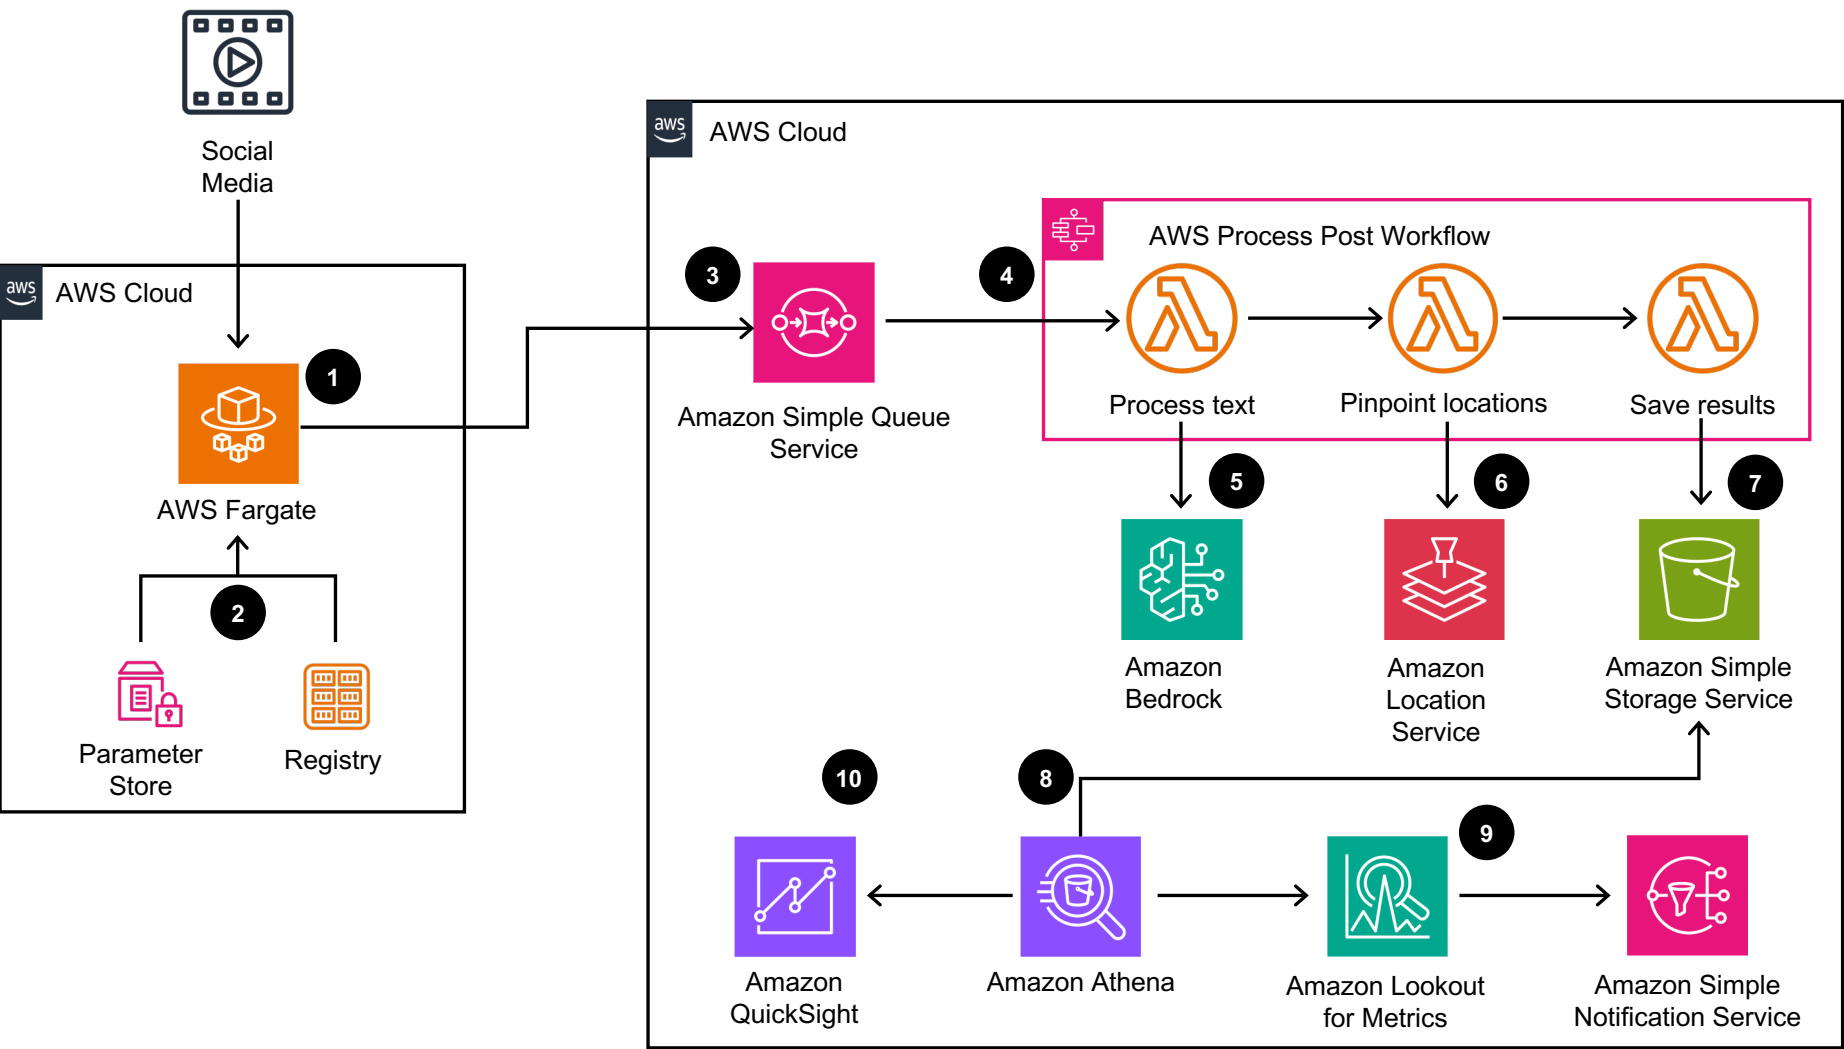 Social
Media
aws
AWS Cloud
1
AWS Fargate
2
Parameter
Store
Registry
aws
AWS Cloud
3
Amazon Simple Queue
Service
4
AWS Process Post Workflow
Process text
Pinpoint locations
Save results
5
6
7
Amazon
Bedrock
Amazon
Location
Service
Amazon Simple
Storage Service
10
8
9
Amazon
QuickSight
Amazon Athena
Amazon Lookout
for Metrics
Amazon Simple
Notification Service